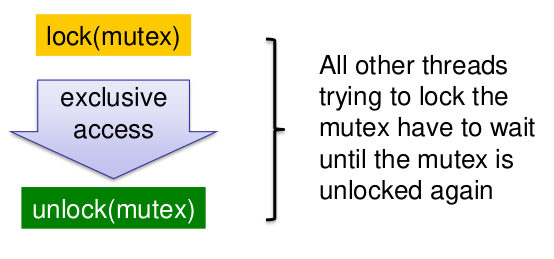 lock(mutex)
exclusive
access
unlock(mutex)
All other threads
trying to lock the
mutex have to wait
until the mutex is
unlocked again